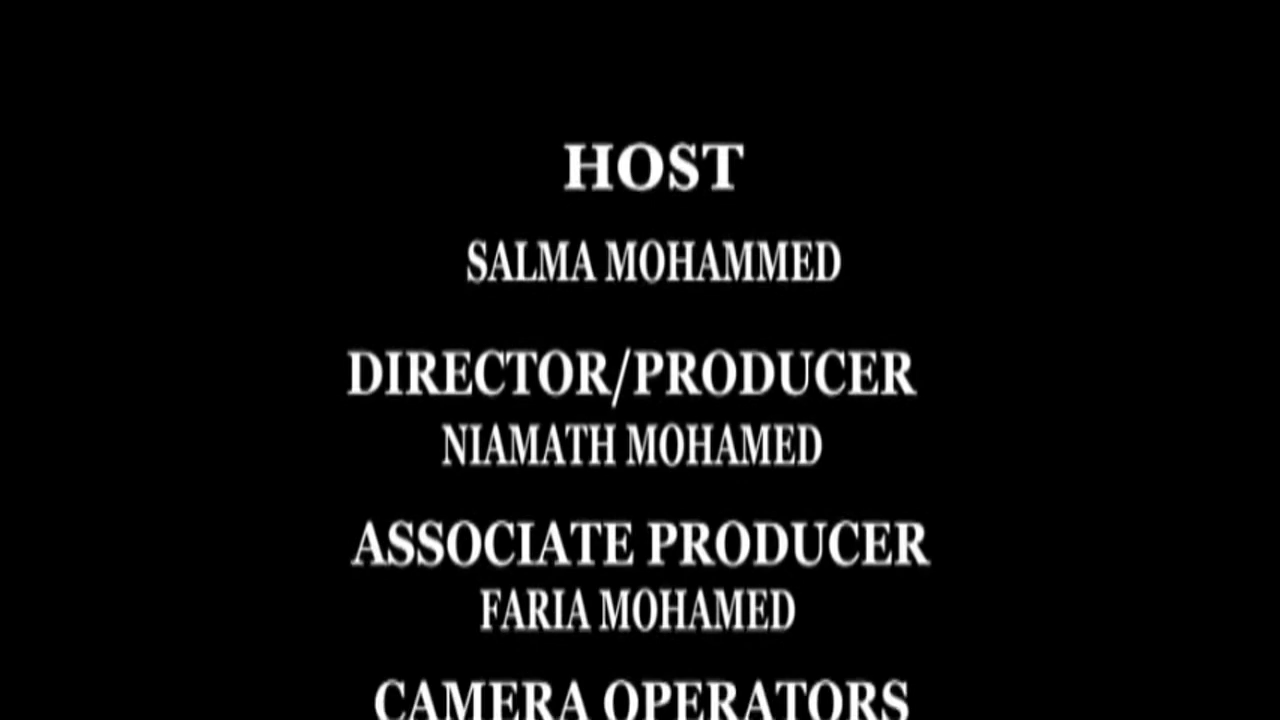 HOST
SALMA MOHAMMED
DIRECTOR/PRODUCER
NIAMATH MOHAMED
ASSOCIATE PRODUCER
FARIA MOHAMED
CAMERA OPERATORS